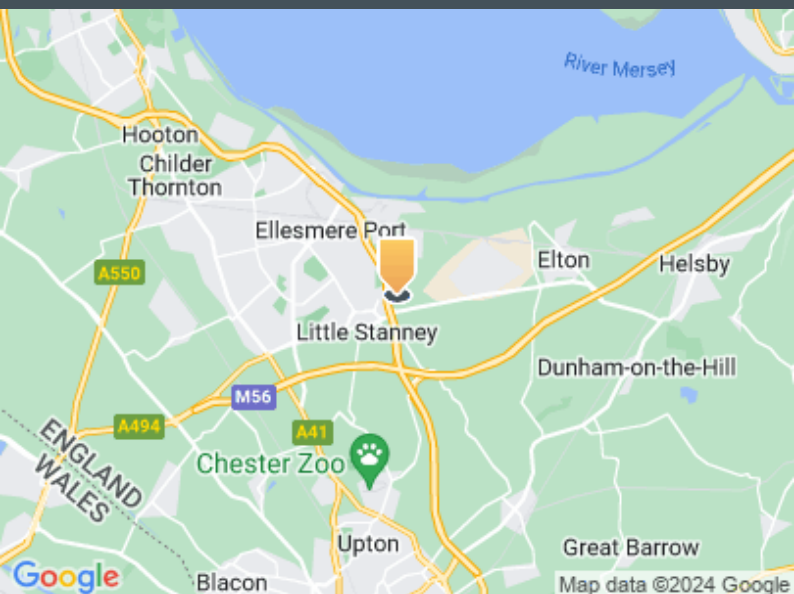 River Mersey
Hooton
Childer
Thornton
Ellesmere Port
Elton
Helsby
A550
Little Stanney
Dunham-on-the-Hill
M56
A494
A41
ENGLAND
WALES
Chester Zoo
Upton
Great Barrow
Google
Blacon
Map data ©2024 Google